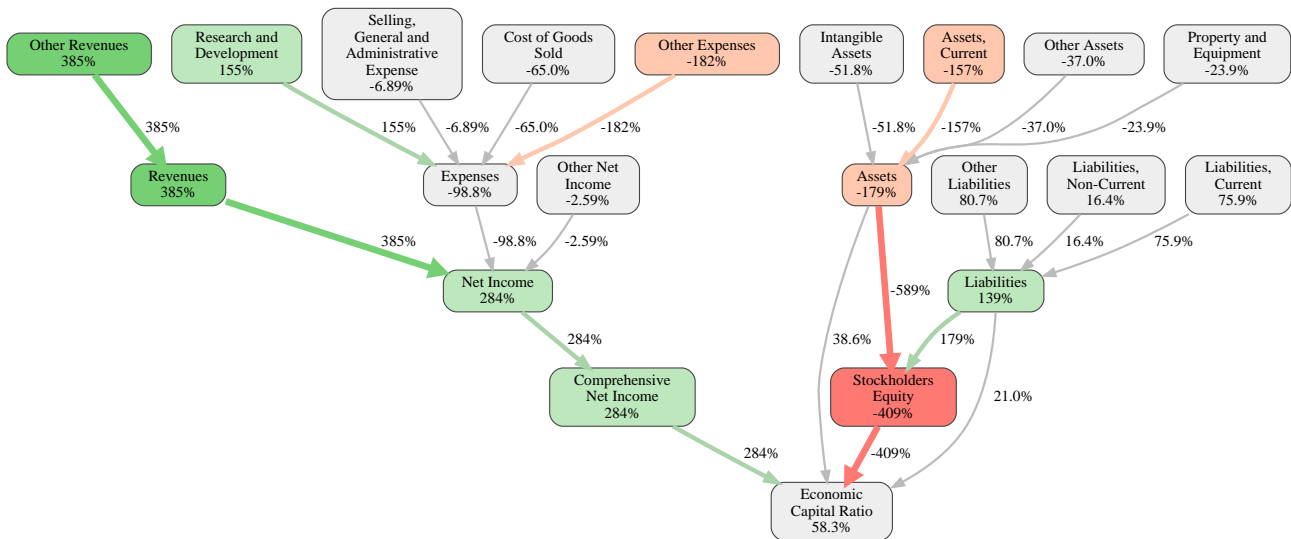 Other Revenues
385%
Research and
Development
155%
Selling,
General and
Administrative
Expense
-6.89%
Cost of Goods
Sold
-65.0%
Other Expenses
-182%
Intangible
Assets
-51.8%
Assets,
Current
-157%
Other Assets
-37.0%
Property and
Equipment
-23.9%
385%
155%
-6.89%
-65.0%
-182%
-51.8%
-157%
-37.0%
-23.9%
Revenues
385%
Expenses
-98.8%
Other Net
Income
-2.59%
Assets
-179%
Other
Liabilities
80.7%
Liabilities,
Non-Current
16.4%
Liabilities,
Current
75.9%
385%
-98.8%
-2.59%
-589%
80.7%
16.4%
75.9%
Net Income
284%
Liabilities
139%
284%
38.6%
179%
21.0%
Comprehensive
Net Income
284%
Stockholders
Equity
-409%
284%
-409%
Economic
Capital Ratio
58.3%